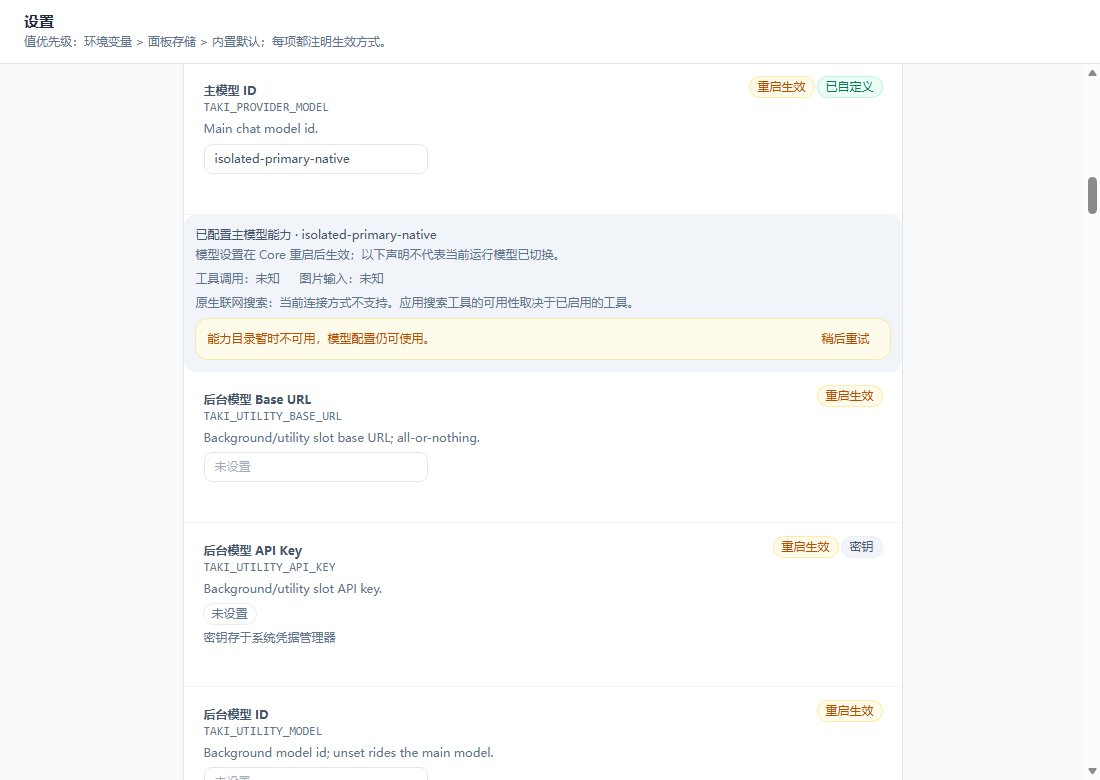 设置
值优先级：环境变量 > 面板存储 > 内置默认；每项都注明生效方式。
主模型 ID
重启生效
已自定义
TAKI_PROVIDER_MODEL
Main chat model id.
isolated-primary-native
已配置主模型能力 · isolated-primary-native
模型设置在 Core 重启后生效；以下声明不代表当前运行模型已切换。
工具调用：未知 图片输入：未知
原生联网搜索：当前连接方式不支持。应用搜索工具的可用性取决于已启用的工具。
能力目录暂时不可用，模型配置仍可使用。
稍后重试
后台模型 Base URL
重启生效
TAKI_UTILITY_BASE_URL
Background/utility slot base URL; all-or-nothing.
未设置
后台模型 API Key
重启生效
密钥
TAKI_UTILITY_API_KEY
Background/utility slot API key.
未设置
密钥存于系统凭据管理器
后台模型 ID
重启生效
TAKI_UTILITY_MODEL
Background model id; unset rides the main model.
未设置